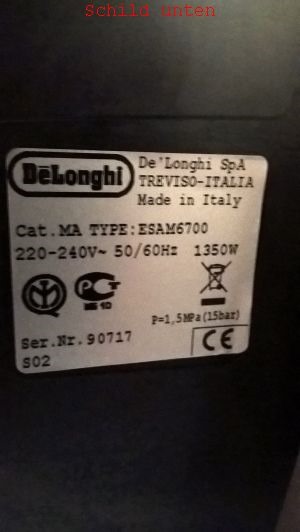 Schild unten
DēLonghi
De'Longhi SpA
TREVISO-ITALIA
Made in Italy
Cat. MA TYPE:ESAM6700
220-240V~ 50/60Hz 1350W
P=1,5MPa(15bar)
Ser.Nr. 90717
CE
S02